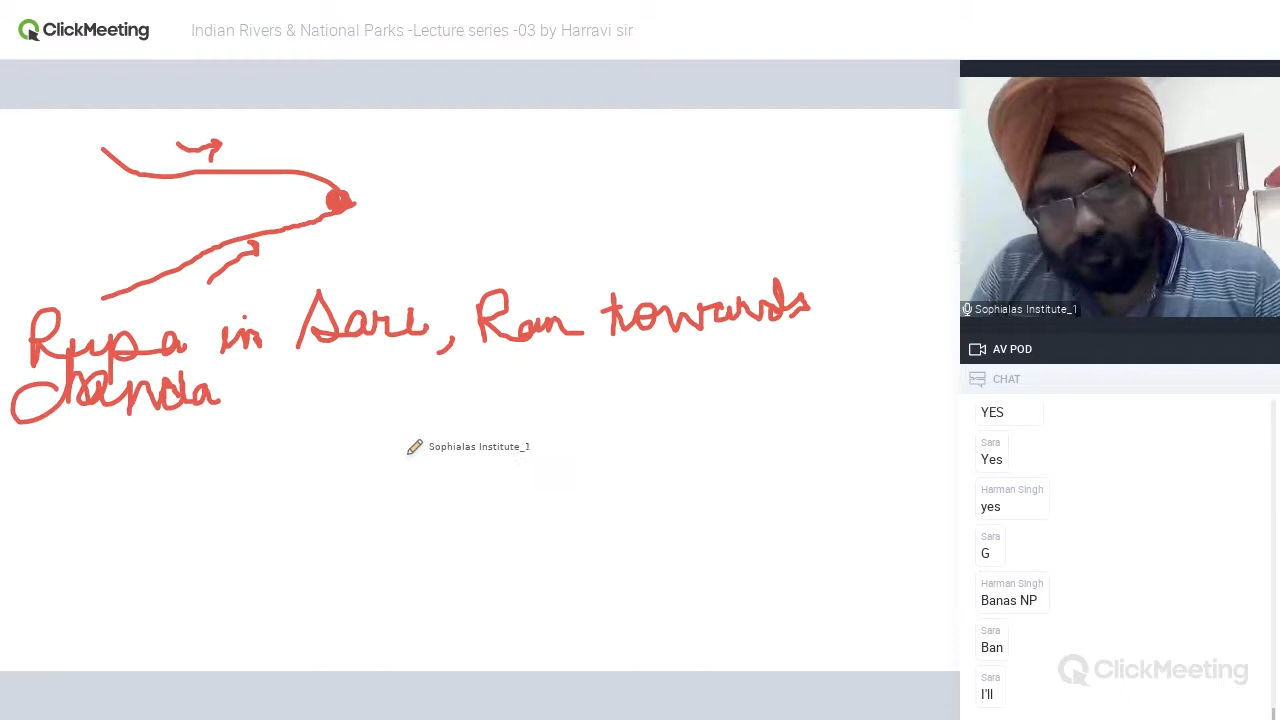 ClickMeeting
Indian Rivers & National Parks -Lecture series -03 by Harravi sir
Rupa in Sari, Ran towards
Chanda
Sophialas Institute_1
Sophialas Institute_1
AV POD
CHAT
YES
Sara
Yes
Harman Singh
yes
Sara
G
Harman Singh
Banas NP
Sara
Ban
Sara
I'll
ClickMeeting